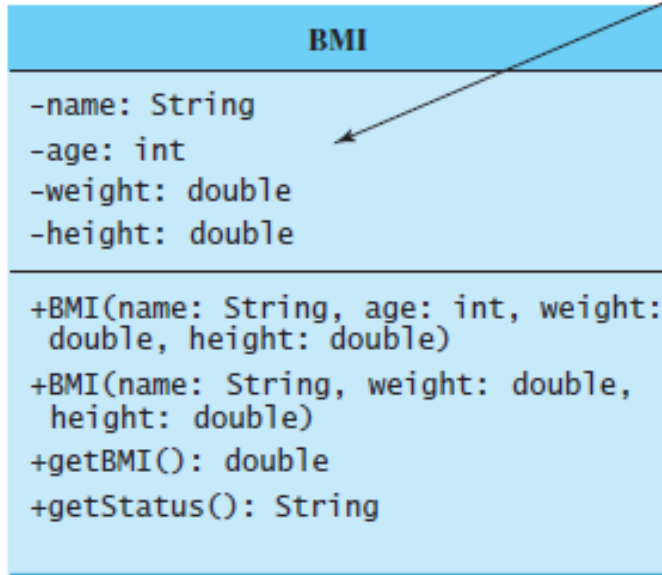 BMI
-name: String
-age: int
-weight: double
-height: double
+BMI(name: String, age: int, weight:
double, height: double)
+BMI(name: String, weight: double,
height: double)
+getBMI(): double
+getStatus(): String